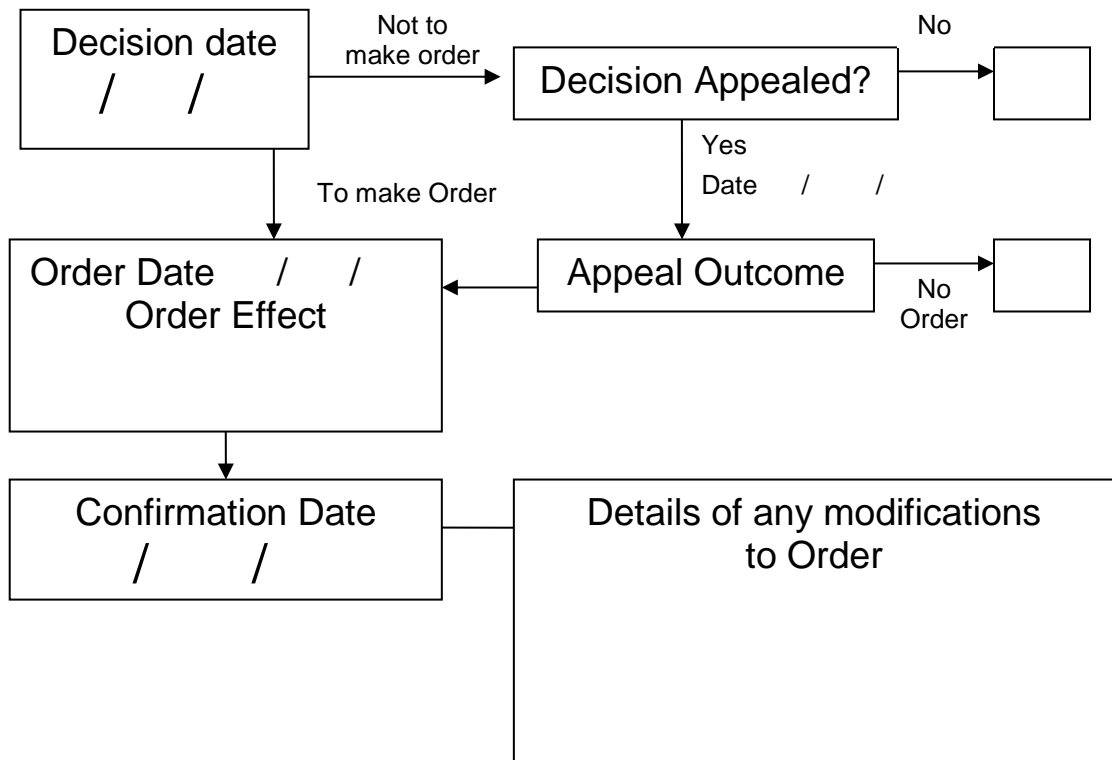 Decision date
/ /
Not to
make order
Decision Appealed?
No
Yes
Date / /
To make Order
Order Date / /
Order Effect
Appeal Outcome
No
Order
Confirmation Date
/ /
Details of any modifications
to Order